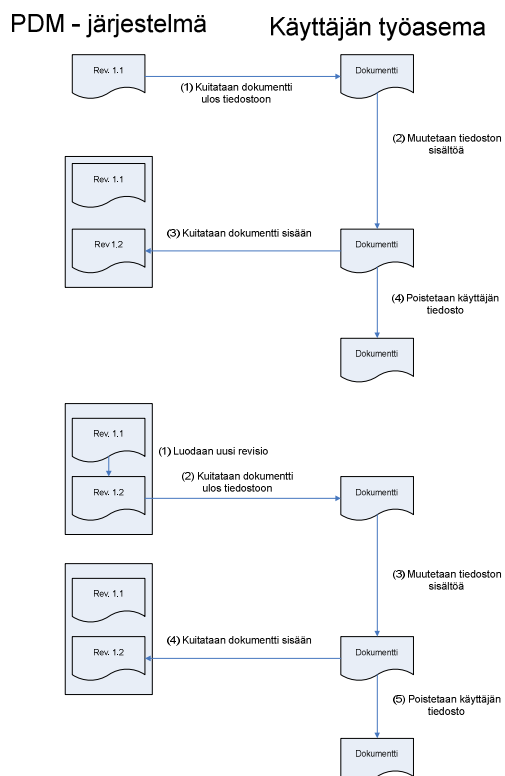 PDM - järjestelmä
Käyttäjän työasema
Rev. 1.1
(1) Kuitataan dokumentti
ulos tiedostoon
Dokumentti
(2) Muutetaan tiedoston
sisältöä
Rev. 1.1
Rev 1.2
(3) Kuitataan dokumentti sisään
Dokumentti
(4) Poistetaan käyttäjän
tiedosto
Dokumentti
Rev. 1.1
(1) Luodaan uusi revisio
Rev. 1.2
(2) Kuitataan dokumentti
ulos tiedostoon
Dokumentti
(3) Muutetaan tiedoston
sisältöä
Rev. 1.1
Rev. 1.2
(4) Kuitataan dokumentti sisään
Dokumentti
(5) Poistetaan käyttäjän
tiedosto
Dokumentti